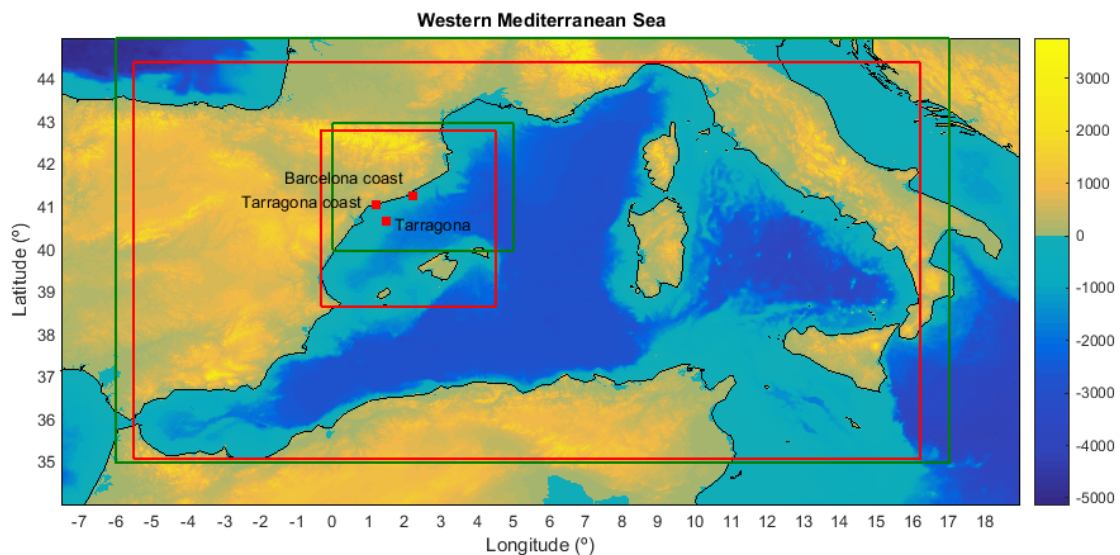 Western Mediterranean Sea
Latitude (º)
44
43
42
41
40
39
38
37
36
35
Barcelona coast
Tarragona coast
Tarragona
3000
2000
1000
0
-1000
-2000
-3000
-4000
-5000
-7 -6 -5 -4 -3 -2 -1 0 1 2 3 4 5 6 7 8 9 10 11 12 13 14 15 16 17 18
Longitude (º)